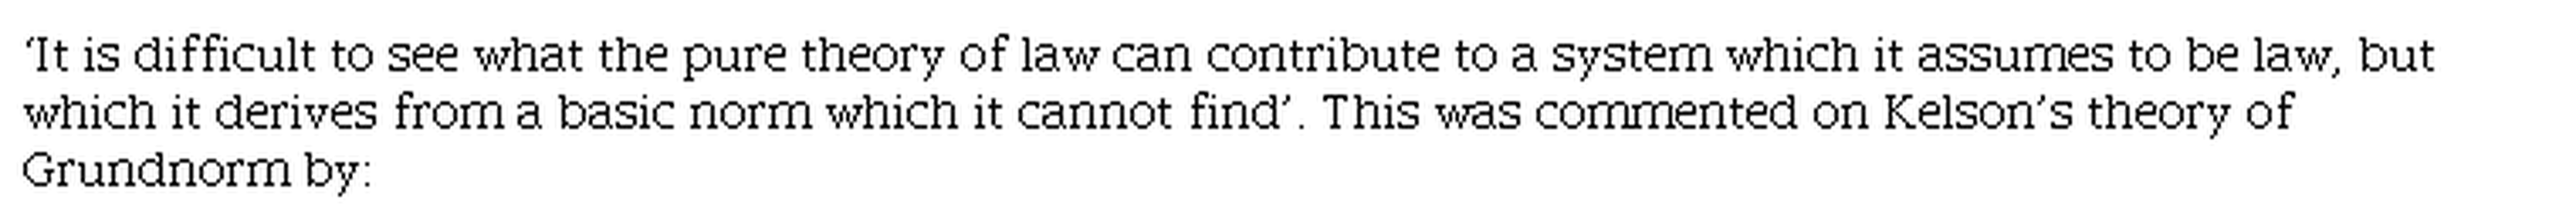 ‘It is difficult to see what the pure theory of law can contribute to a system which it assumes to be law, but
which it derives from a basic norm which it cannot find’. This was commented on Kelson’s theory of
Grundnorm by: